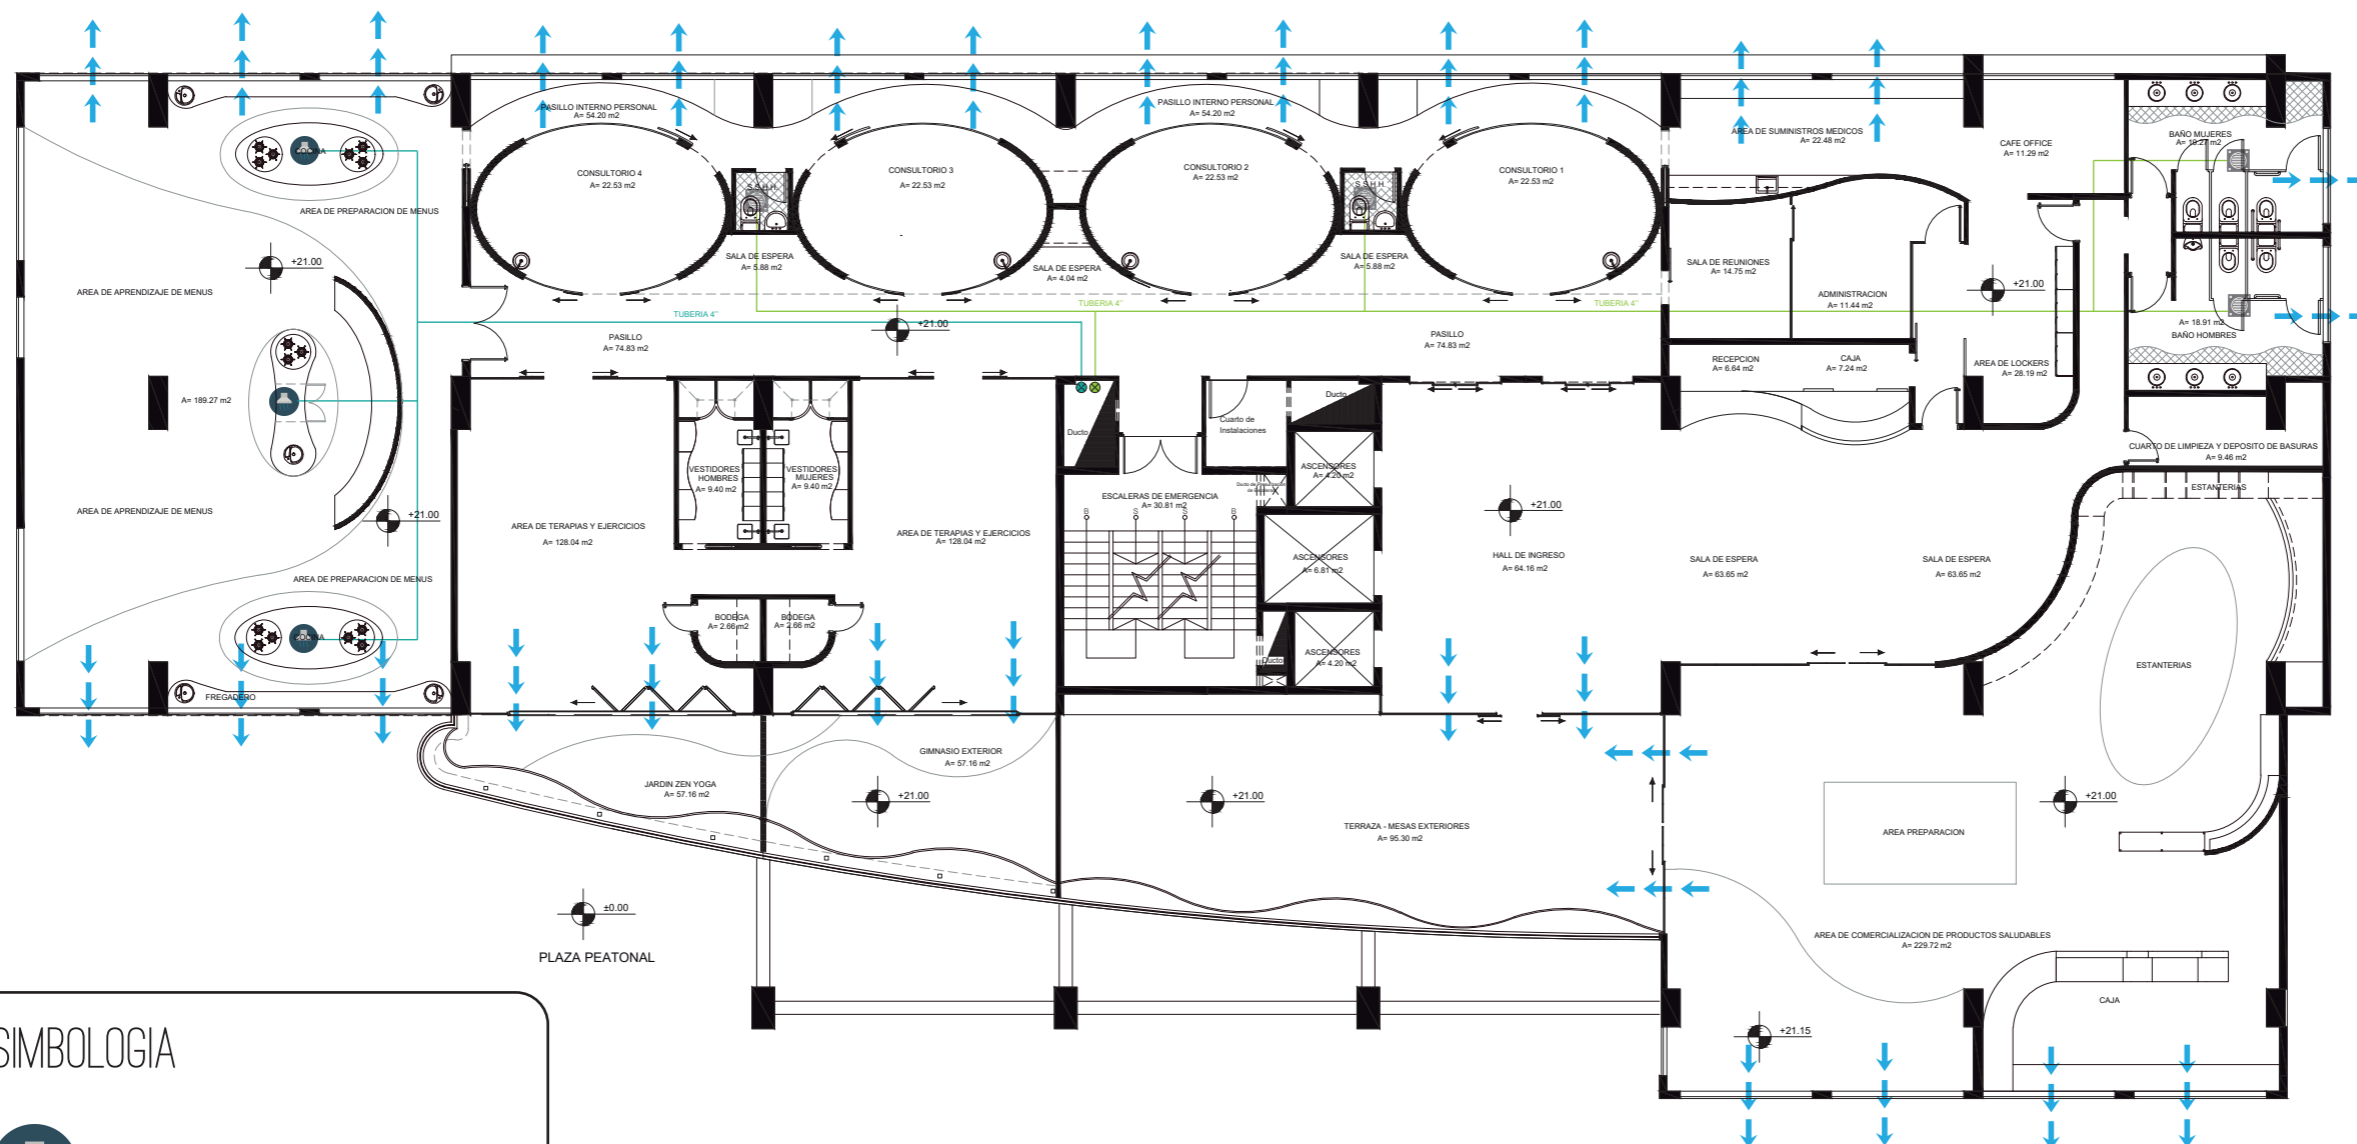 PASILLO INTERNO PERSONAL
A= 54.20 m2
PASILLO INTERNO PERSONAL
A= 54.20 m2
AREA DE SUMINISTROS MEDICOS
A= 22.48 m2
CAFE OFFICE
A= 11.29 m2
BAÑO MUJERES
A= 18.27 m2
COCINA
CONSULTORIO 4
A= 22.53 m2
CONSULTORIO 3
A= 22.53 m2
CONSULTORIO 2
A= 22.53 m2
CONSULTORIO 1
A= 22.53 m2
S.S.H.H.
S.S.H.H.
AREA DE PREPARACION DE MENUS
+21.00
SALA DE ESPERA
A= 5.88 m2
SALA DE ESPERA
A= 4.04 m2
SALA DE ESPERA
A= 5.88 m2
SALA DE REUNIONES
A= 14.75 m2
ADMINISTRACION
A= 11.44 m2
+21.00
AREA DE APRENDIZAJE DE MENUS
TUBERIA 4''
TUBERIA 4''
TUBERIA 4''
+21.00
PASILLO
A= 74.83 m2
PASILLO
A= 74.83 m2
A= 18.91 m2
BAÑO HOMBRES
RECEPCION
A= 6.64 m2
CAJA
A= 7.24 m2
AREA DE LOCKERS
A= 28.19 m2
A= 189.27 m2
Ducto
Cuarto de
Instalaciones
Ducto
CUARTO DE LIMPIEZA Y DEPOSITO DE BASURAS
A= 9.46 m2
VESTIDORES
HOMBRES
A= 9.40 m2
VESTIDORES
MUJERES
A= 9.40 m2
ASCENSORES
A= 4.20 m2
ESCALERAS DE EMERGENCIA
A= 30.81 m2
B
S
S
B
ESTANTERIAS
AREA DE APRENDIZAJE DE MENUS
+21.00
+21.00
AREA DE TERAPIAS Y EJERCICIOS
A= 128.04 m2
AREA DE TERAPIAS Y EJERCICIOS
A= 128.04 m2
ASCENSORES
A= 6.81 m2
HALL DE INGRESO
A= 64.16 m2
SALA DE ESPERA
A= 63.65 m2
SALA DE ESPERA
A= 63.65 m2
AREA DE PREPARACION DE MENUS
BODEGA
A= 2.66 m2
BODEGA
A= 2.66 m2
COCINA
Ducto
ASCENSORES
A= 4.20 m2
ESTANTERIAS
FREGADERO
GIMNASIO EXTERIOR
A= 57.16 m2
JARDIN ZEN YOGA
A= 57.16 m2
+21.00
+21.00
+21.00
TERRAZA - MESAS EXTERIORES
A= 95.30 m2
AREA PREPARACION
±0.00
PLAZA PEATONAL
AREA DE COMERCIALIZACION DE PRODUCTOS SALUDABLES
A= 229.72 m2
CAJA
+21.15
SIMBOLOGIA